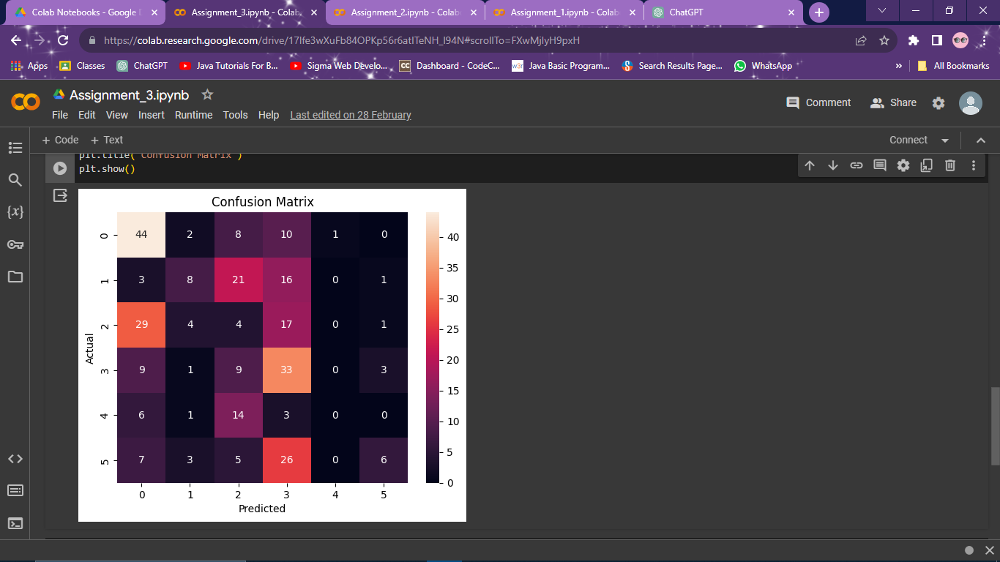 Colab Notebooks - Google D
Assignment_3.ipynb - Colab
Assignment_2.ipynb - Colab
Assignment_1.ipynb - Colab
ChatGPT
https://colab.research.google.com/drive/17lfe3wXuFb84OPKp56r6atITeNH_l94N#scrollTo=FXwMjlyH9pxH
Apps
Classes
ChatGPT
Java Tutorials For B...
Sigma Web Develo...
CC Dashboard - CodeC...
w3r Java Basic Program...
Search Results Page...
WhatsApp
»
All Bookmarks
Assignment_3.ipynb
File Edit View Insert Runtime Tools Help Last edited on 28 February
Comment
Share
+ Code + Text
Connect
{x}
plt.title('Confusion Matrix')
plt.show()
Confusion Matrix
0 44 2 8 10 1 0
1 3 8 21 16 0 1
2 29 4 4 17 0 1
3 9 1 9 33 0 3
4 6 1 14 3 0 0
5 7 3 5 26 0 6
0 1 2 3 4 5
Actual
Predicted
40
35
30
25
20
15
10
5
0